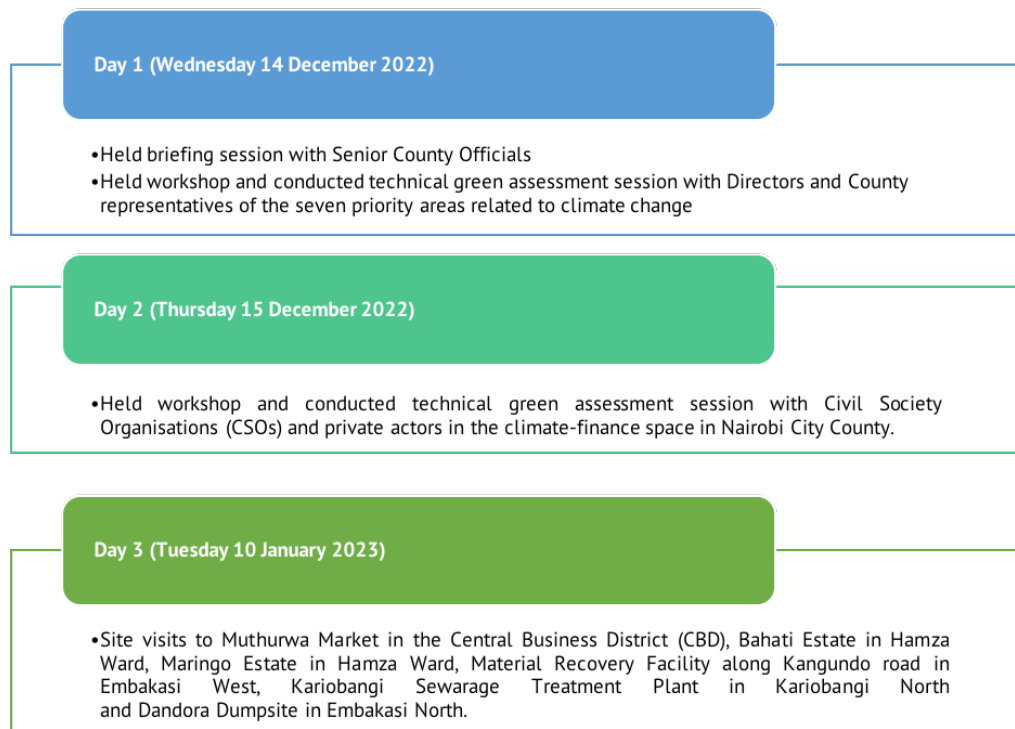 Day 1 (Wednesday 14 December 2022)
•Held briefing session with Senior County Officials
•Held workshop and conducted technical green assessment session with Directors and County
representatives of the seven priority areas related to climate change
Day 2 (Thursday 15 December 2022)
•Held workshop and conducted technical green assessment session with Civil Society
Organisations (CSOs) and private actors in the climate-finance space in Nairobi City County.
Day 3 (Tuesday 10 January 2023)
•Site visits to Muthurwa Market in the Central Business District (CBD), Bahati Estate in Hamza
Ward, Maringo Estate in Hamza Ward, Material Recovery Facility along Kangundo road in
Embakasi West, Kariobangi Sewarage Treatment Plant in Kariobangi North
and Dandora Dumpsite in Embakasi North.